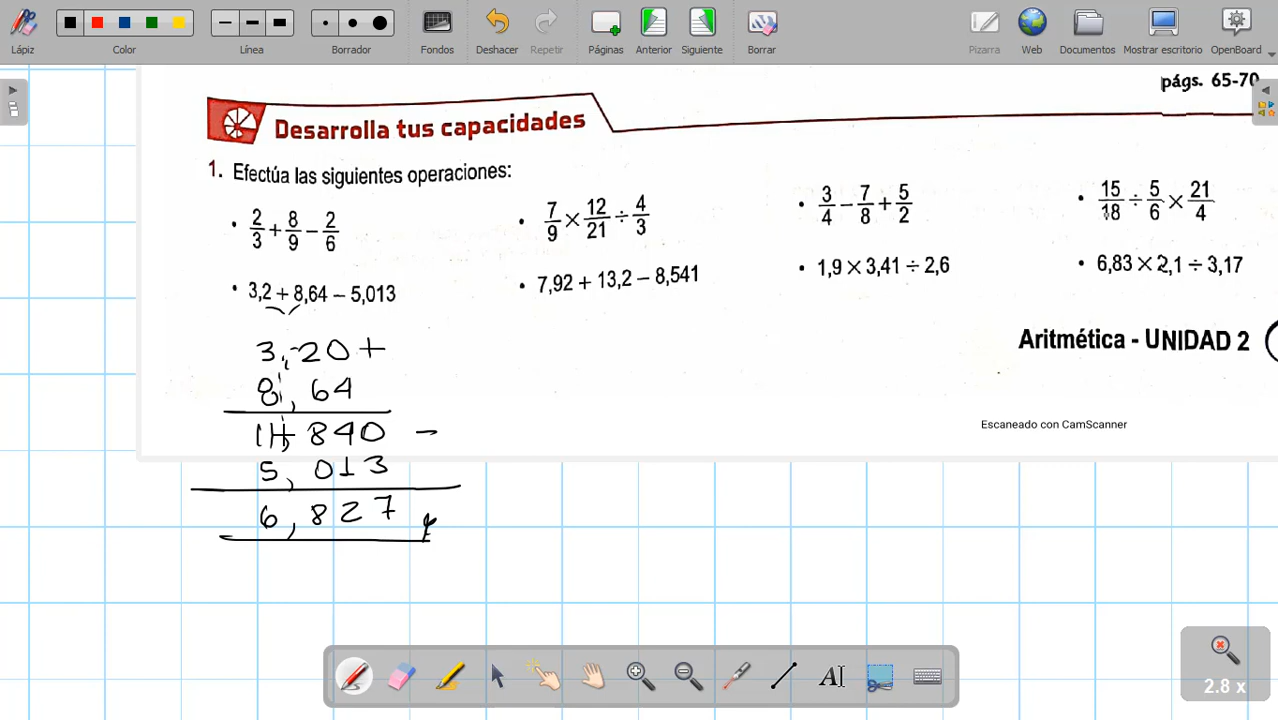 Lápiz
Color
Línea
Borrador
Fondos
Deshacer
Repetir
Páginas
Anterior
Siguiente
Borrar
Pizarra
Web
Documentos
Mostrar escritorio
OpenBoard
págs. 65-70
Desarrolla tus capacidades
1. Efectúa las siguientes operaciones:
• 2/3 + 8/9 − 2/6
• 7/9 × 12/21 ÷ 4/3
• 3/4 − 7/8 + 5/2
• 15/18 ÷ 5/6 × 21/4
• 3,2 + 8,64 − 5,013
• 7,92 + 13,2 − 8,541
• 1,9 × 3,41 ÷ 2,6
• 6,83 × 2,1 ÷ 3,17
Aritmética - UNIDAD 2
Escaneado con CamScanner
3,20 +
8,64
11,840 −
5,013
6,827
2.8 x